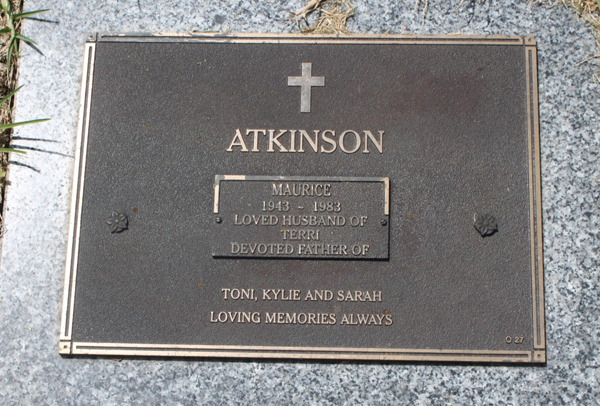 ATKINSON
MAURICE
1943 - 1983
LOVED HUSBAND OF
TERRI
DEVOTED FATHER OF
TONI, KYLIE AND SARAH
LOVING MEMORIES ALWAYS
O 27